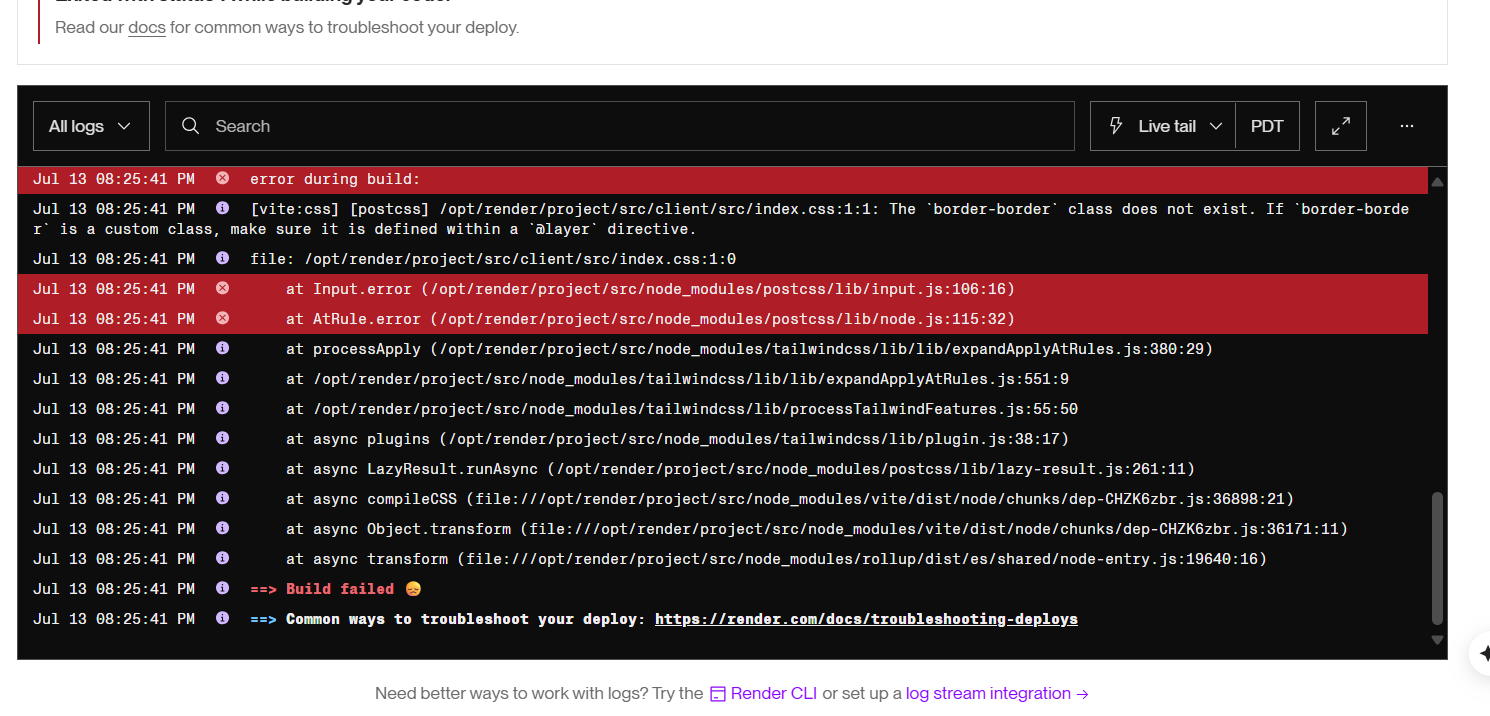 Read our docs for common ways to troubleshoot your deploy.
All logs
Search
Live tail
PDT
Jul 13 08:25:41 PM error during build:
Jul 13 08:25:41 PM [vite:css] [postcss] /opt/render/project/src/client/src/index.css:1:1: The `border-border` class does not exist. If `border-borde
r` is a custom class, make sure it is defined within a `@layer` directive.
Jul 13 08:25:41 PM file: /opt/render/project/src/client/src/index.css:1:0
Jul 13 08:25:41 PM at Input.error (/opt/render/project/src/node_modules/postcss/lib/input.js:106:16)
Jul 13 08:25:41 PM at AtRule.error (/opt/render/project/src/node_modules/postcss/lib/node.js:115:32)
Jul 13 08:25:41 PM at processApply (/opt/render/project/src/node_modules/tailwindcss/lib/lib/expandApplyAtRules.js:380:29)
Jul 13 08:25:41 PM at /opt/render/project/src/node_modules/tailwindcss/lib/lib/expandApplyAtRules.js:551:9
Jul 13 08:25:41 PM at /opt/render/project/src/node_modules/tailwindcss/lib/processTailwindFeatures.js:55:50
Jul 13 08:25:41 PM at async plugins (/opt/render/project/src/node_modules/tailwindcss/lib/plugin.js:38:17)
Jul 13 08:25:41 PM at async LazyResult.runAsync (/opt/render/project/src/node_modules/postcss/lib/lazy-result.js:261:11)
Jul 13 08:25:41 PM at async compileCSS (file:///opt/render/project/src/node_modules/vite/dist/node/chunks/dep-CHZK6zbr.js:36898:21)
Jul 13 08:25:41 PM at async Object.transform (file:///opt/render/project/src/node_modules/vite/dist/node/chunks/dep-CHZK6zbr.js:36171:11)
Jul 13 08:25:41 PM at async transform (file:///opt/render/project/src/node_modules/rollup/dist/es/shared/node-entry.js:19640:16)
Jul 13 08:25:41 PM ==> Build failed 😞
Jul 13 08:25:41 PM ==> Common ways to troubleshoot your deploy: https://render.com/docs/troubleshooting-deploys
Need better ways to work with logs? Try the Render CLI or set up a log stream integration →